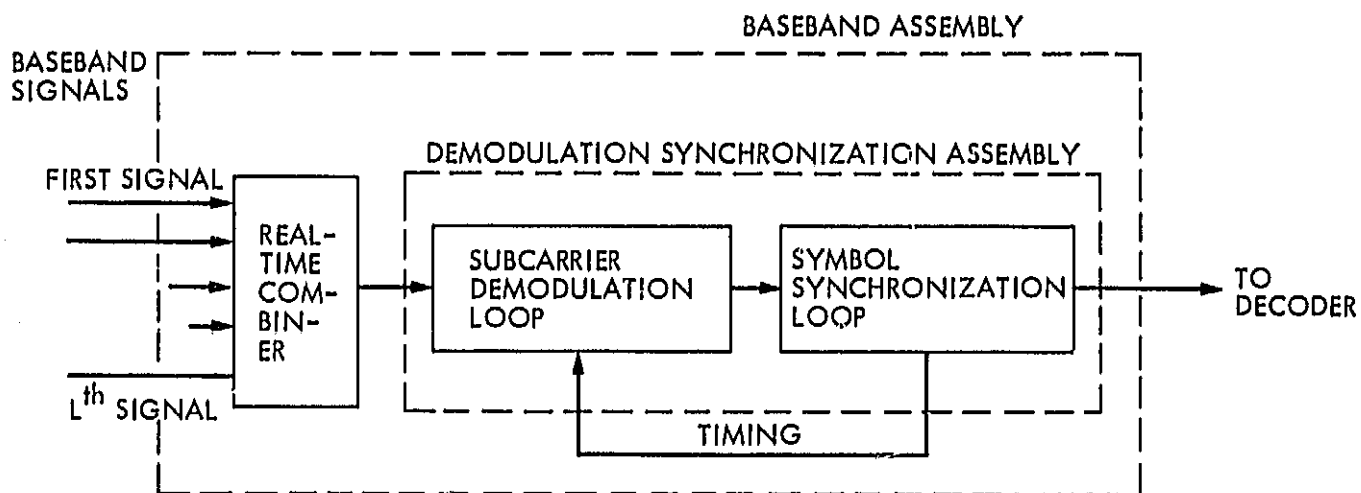 BASEBAND ASSEMBLY
BASEBAND
SIGNALS
DEMODULATION SYNCHRONIZATION ASSEMBLY
FIRST SIGNAL
REAL-
TIME
COM-
BIN-
ER
SUBCARRIER
DEMODULATION
LOOP
SYMBOL
SYNCHRONIZATION
LOOP
TO
DECODER
Lth SIGNAL
TIMING